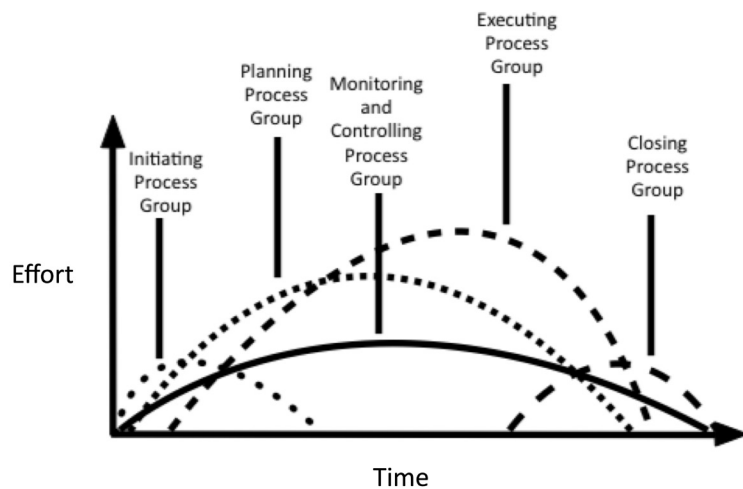 Executing
Process
Group
Planning
Process
Group
Monitoring
and
Controlling
Process
Group
Initiating
Process
Group
Closing
Process
Group
Effort
Time